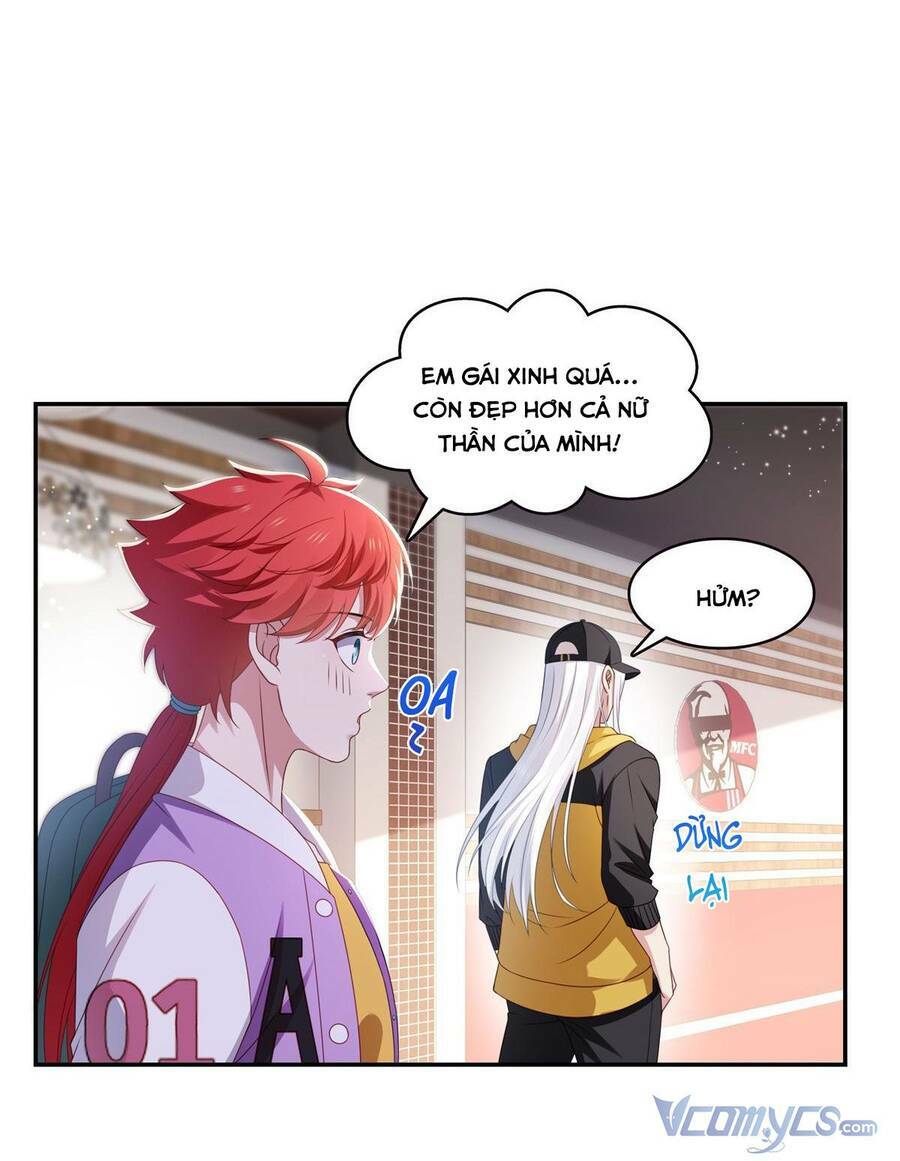 EM GÁI XINH QUÁ...
CÒN ĐẸP HƠN CẢ NỮ
THẦN CỦA MÌNH!
HỬM?
OA
MFC
DỪNG
LẠI
01 A
VCOMYCS.com